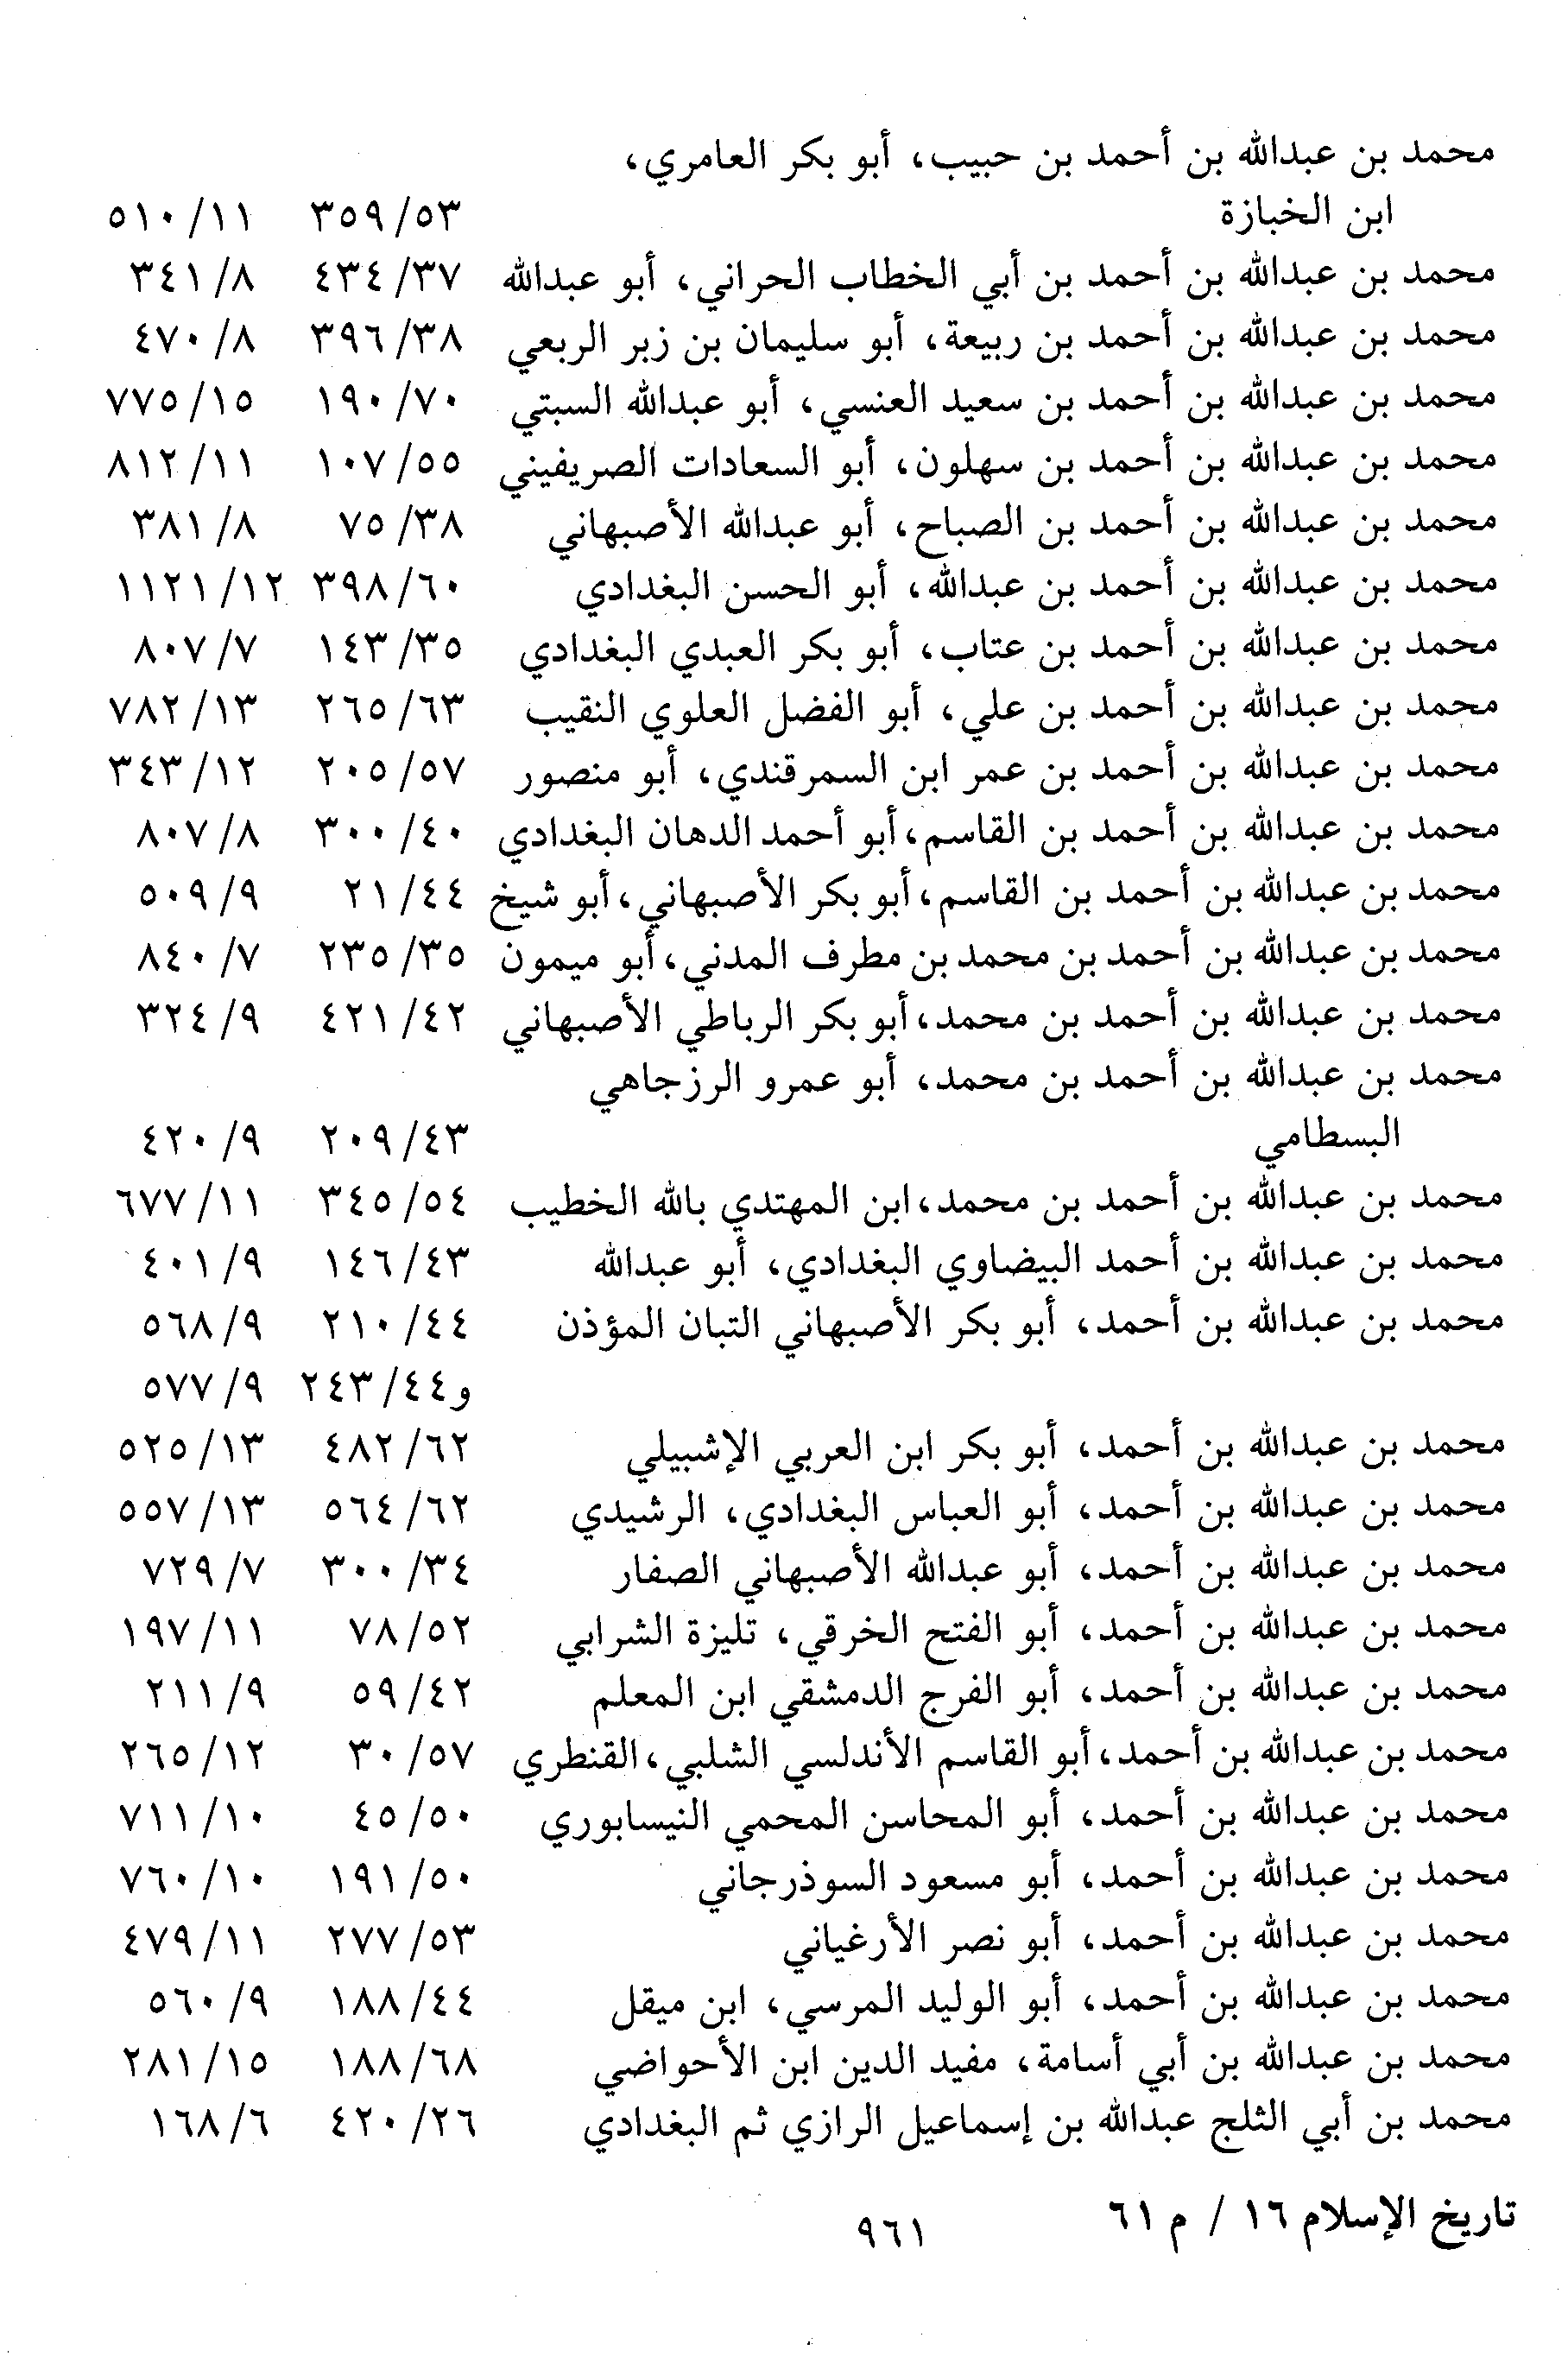 محمد بن عبدالله بن أحمد بن حبيب، أبو بكر العامري،
ابن الخبازة ٥٣/ ٣٥٩ ١١/ ٥١٠
محمد بن عبدالله بن أحمد بن أبي الخطاب الحراني، أبو عبدالله ٣٧/ ٤٣٤ ٨/ ٣٤١
محمد بن عبدالله بن أحمد بن ربيعة، أبو سليمان بن زبر الربعي ٣٨/ ٣٩٦ ٨/ ٤٧٠
محمد بن عبدالله بن أحمد بن سعيد العنسي، أبو عبدالله السبتي ٧٠/ ١٩٠ ١٥/ ٧٧٥
محمد بن عبدالله بن أحمد بن سهلون، أبو السعادات الصريفيني ٥٥/ ١٠٧ ١١/ ٨١٢
محمد بن عبدالله بن أحمد بن الصباح، أبو عبدالله الأصبهاني ٣٨/ ٧٥ ٨/ ٣٨١
محمد بن عبدالله بن أحمد بن عبدالله، أبو الحسن البغدادي ٦٠/ ٣٩٨ ١٢/ ١١٢١
محمد بن عبدالله بن أحمد بن عتاب، أبو بكر العبدي البغدادي ٣٥/ ١٤٣ ٧/ ٨٠٧
محمد بن عبدالله بن أحمد بن علي، أبو الفضل العلوي النقيب ٦٣/ ٢٦٥ ١٣/ ٧٨٢
محمد بن عبدالله بن أحمد بن عمر ابن السمرقندي، أبو منصور ٥٧/ ٢٠٥ ١٢/ ٣٤٣
محمد بن عبدالله بن أحمد بن القاسم، أبو أحمد الدهان البغدادي ٤٠/ ٣٠٠ ٨/ ٨٠٧
محمد بن عبدالله بن أحمد بن القاسم، أبو بكر الأصبهاني، أبو شيخ ٤٤/ ٢١ ٩/ ٥٠٩
محمد بن عبدالله بن أحمد بن محمد بن مطرف المدني، أبو ميمون ٣٥/ ٢٣٥ ٧/ ٨٤٠
محمد بن عبدالله بن أحمد بن محمد، أبو بكر الرباطي الأصبهاني ٤٢/ ٤٢١ ٩/ ٣٢٤
محمد بن عبدالله بن أحمد بن محمد، أبو عمرو الرزجاهي
البسطامي ٤٣/ ٢٠٩ ٩/ ٤٢٠
محمد بن عبدالله بن أحمد بن محمد، ابن المهتدي بالله الخطيب ٥٤/ ٣٤٥ ١١/ ٦٧٧
محمد بن عبدالله بن أحمد البيضاوي البغدادي، أبو عبدالله ٤٣/ ١٤٦ ٩/ ٤٠١
محمد بن عبدالله بن أحمد، أبو بكر الأصبهاني التبان المؤذن ٤٤/ ٢١٠ ٩/ ٥٦٨
و٤٤/ ٢٤٣ ٩/ ٥٧٧
محمد بن عبدالله بن أحمد، أبو بكر ابن العربي الإشبيلي ٦٢/ ٤٨٢ ١٣/ ٥٢٥
محمد بن عبدالله بن أحمد، أبو العباس البغدادي، الرشيدي ٦٢/ ٥٦٤ ١٣/ ٥٥٧
محمد بن عبدالله بن أحمد، أبو عبدالله الأصبهاني الصفار ٣٤/ ٣٠٠ ٧/ ٧٢٩
محمد بن عبدالله بن أحمد، أبو الفتح الخرقي، تليزة الشرابي ٥٢/ ٧٨ ١١/ ١٩٧
محمد بن عبدالله بن أحمد، أبو الفرج الدمشقي ابن المعلم ٤٢/ ٥٩ ٩/ ٢١١
محمد بن عبدالله بن أحمد، أبو القاسم الأندلسي الشلبي، القنطري ٥٧/ ٣٠ ١٢/ ٢٦٥
محمد بن عبدالله بن أحمد، أبو المحاسن المحمي النيسابوري ٥٠/ ٤٥ ١٠/ ٧١١
محمد بن عبدالله بن أحمد، أبو مسعود السوذرجاني ٥٠/ ١٩١ ١٠/ ٧٦٠
محمد بن عبدالله بن أحمد، أبو نصر الأرغياني ٥٣/ ٢٧٧ ١١/ ٤٧٩
محمد بن عبدالله بن أحمد، أبو الوليد المرسي، ابن ميقل ٤٤/ ١٨٨ ٩/ ٥٦٠
محمد بن عبدالله بن أبي أسامة، مفيد الدين ابن الأحواضي ٦٨/ ١٨٨ ١٥/ ٢٨١
محمد بن أبي الثلج عبدالله بن إسماعيل الرازي ثم البغدادي ٢٦/ ٤٢٠ ٦/ ١٦٨
تاريخ الإسلام ١٦ / م ٦١
٩٦١